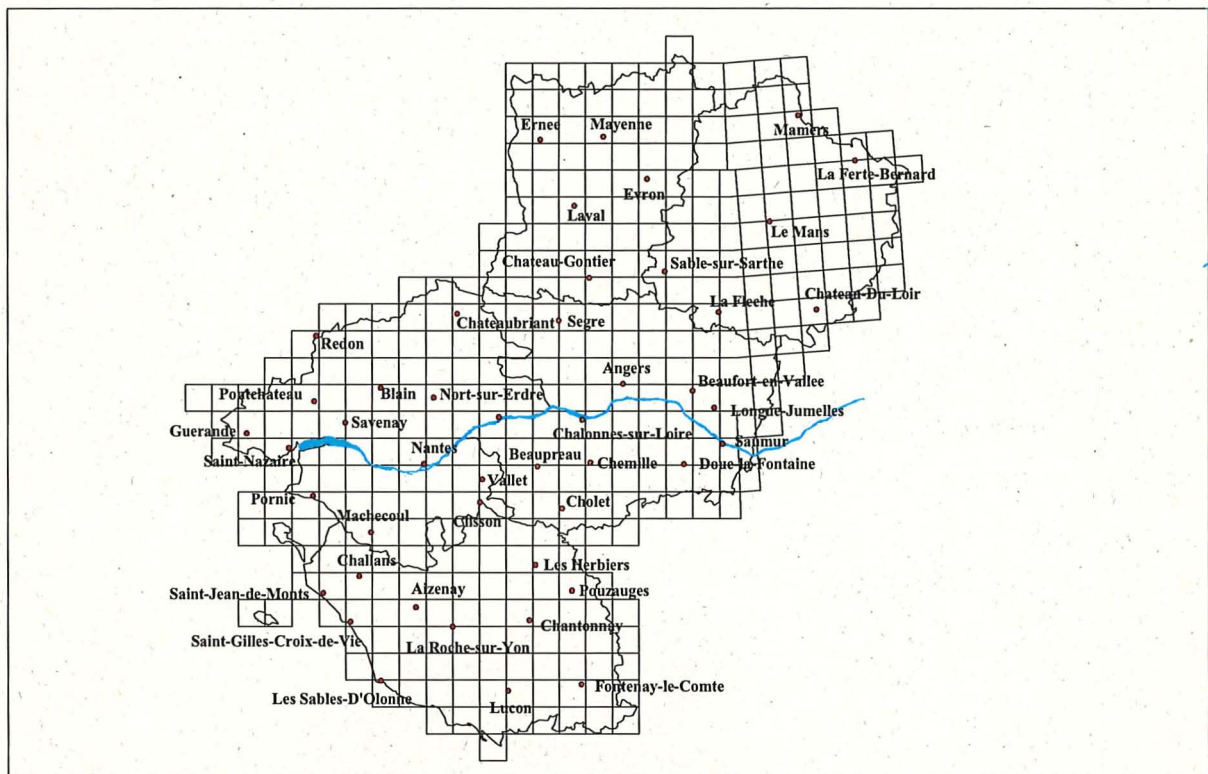 Ernee
Mayenne
Mamers
La Ferte-Bernard
Evron
Laval
Le Mans
Chateau-Gontier
Sable-sur-Sarthe
La Fleche
Chateau-Du-Loir
Chateaubriant
Segre
Redon
Angers
Beaufort-en-Vallee
Pontchateau
Blain
Nort-sur-Erdre
Longue-Jumelles
Guerande
Savenay
Chalonnes-sur-Loire
Saint-Nazaire
Nantes
Beaupreau
Saumur
Chemille
Doue-la-Fontaine
Vallet
Pornic
Cholet
Machecoul
Clisson
Challans
Les Herbiers
Saint-Jean-de-Monts
Aizenay
Pouzauges
Saint-Gilles-Croix-de-Vie
Chantonnay
La Roche-sur-Yon
Les Sables-D'Olonne
Fontenay-le-Comte
Lucon